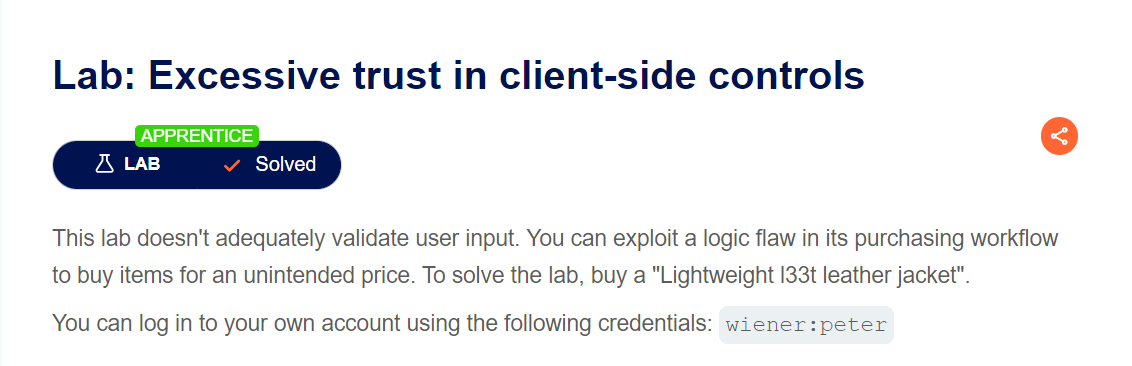 Lab: Excessive trust in client-side controls
APPRENTICE
LAB Solved
This lab doesn't adequately validate user input. You can exploit a logic flaw in its purchasing workflow
to buy items for an unintended price. To solve the lab, buy a "Lightweight l33t leather jacket".
You can log in to your own account using the following credentials: wiener:peter